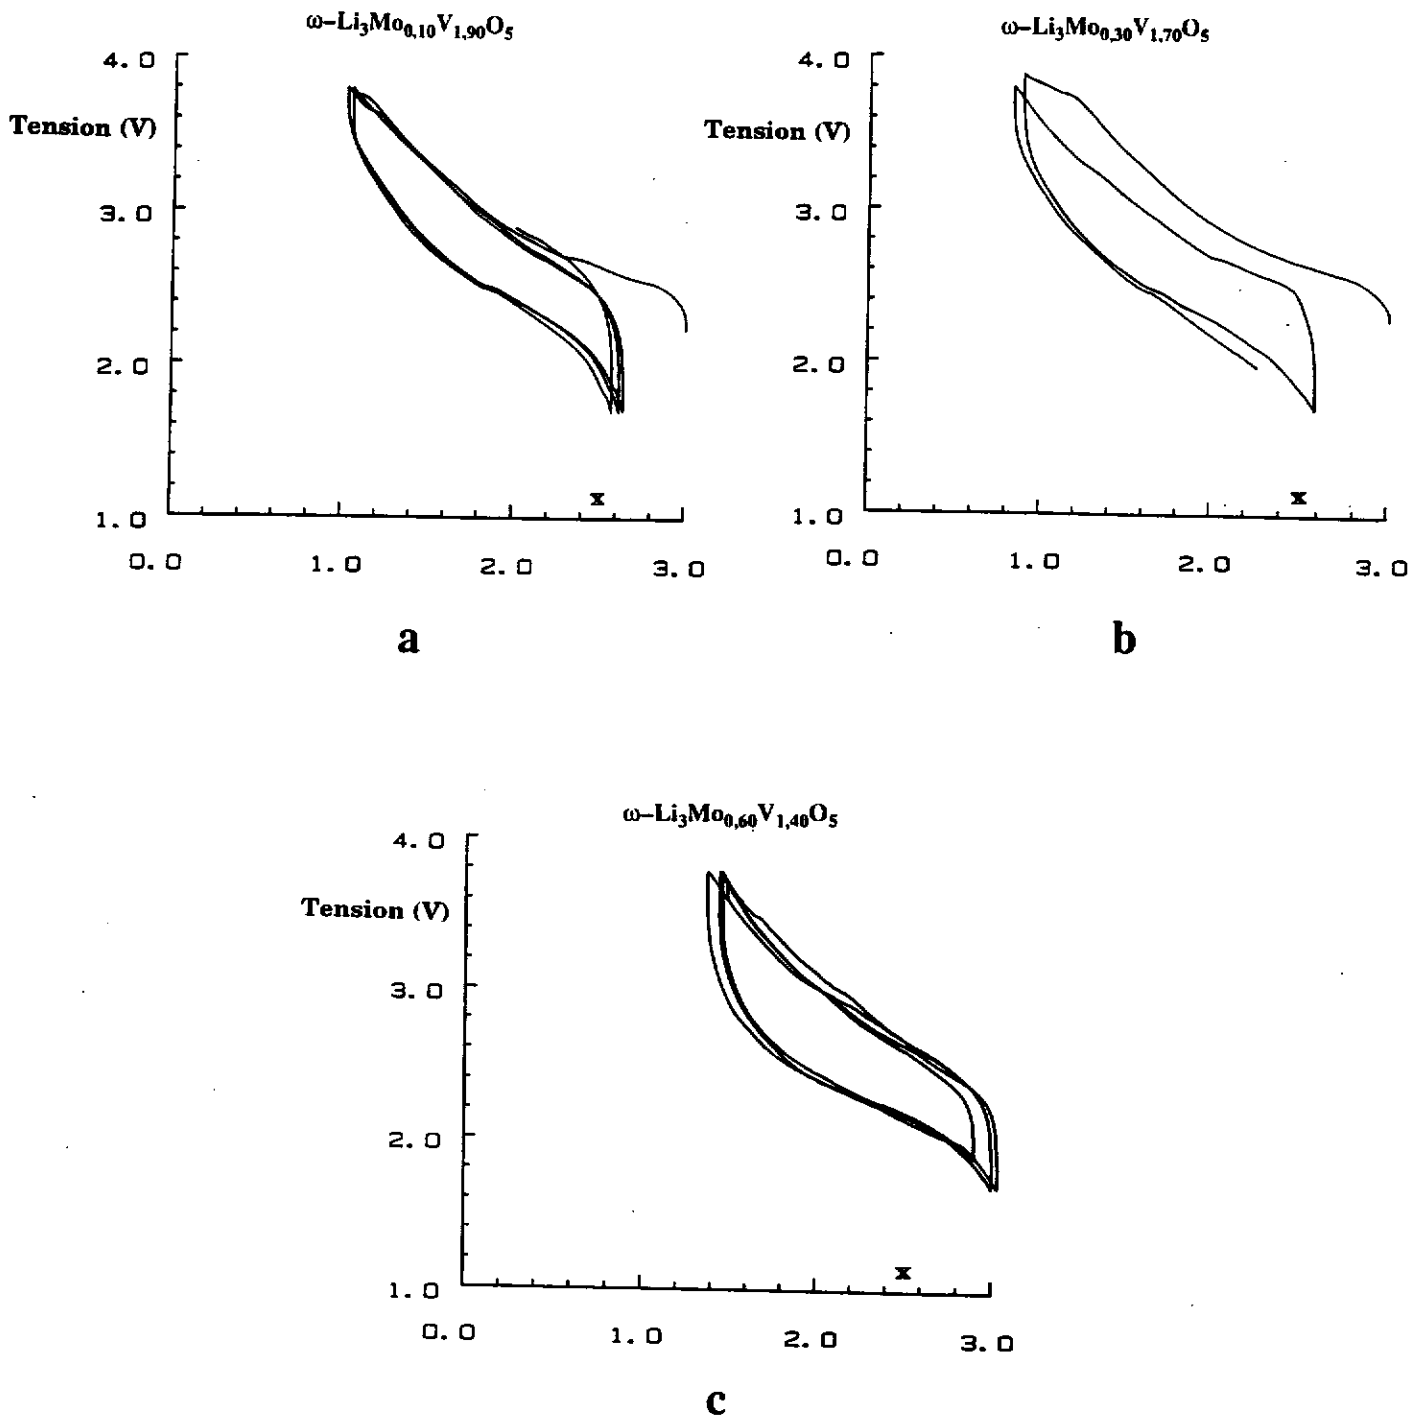 ω–Li₃Mo₀,₁₀V₁,₉₀O₅
4.0
Tension (V)
3.0
2.0
1.0
x
0.0 1.0 2.0 3.0
a
ω–Li₃Mo₀,₃₀V₁,₇₀O₅
4.0
Tension (V)
3.0
2.0
1.0
x
0.0 1.0 2.0 3.0
b
ω–Li₃Mo₀,₆₀V₁,₄₀O₅
4.0
Tension (V)
3.0
2.0
1.0
x
0.0 1.0 2.0 3.0
c